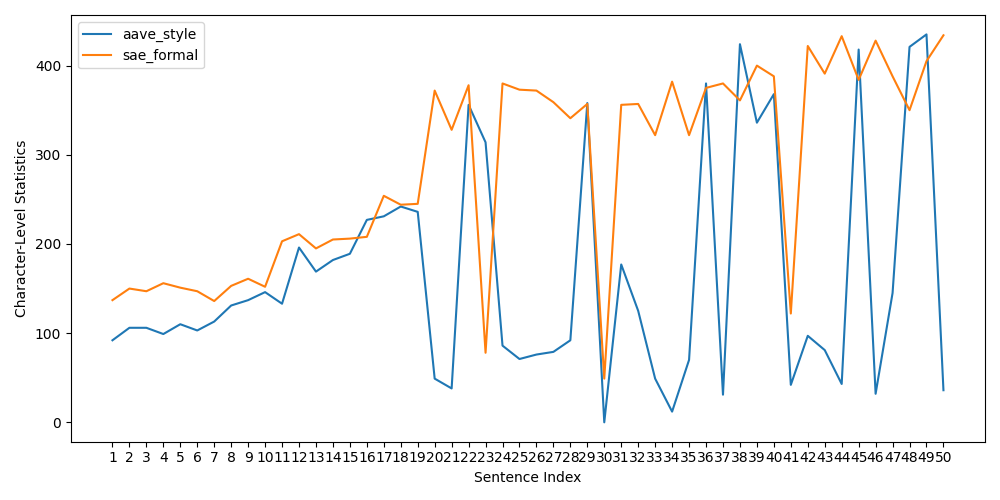 aave_style
sae_formal
Character-Level Statistics
400
300
200
100
0
1 2 3 4 5 6 7 8 9 10 11 12 13 14 15 16 17 18 19 20 21 22 23 24 25 26 27 28 29 30 31 32 33 34 35 36 37 38 39 40 41 42 43 44 45 46 47 48 49 50
Sentence Index